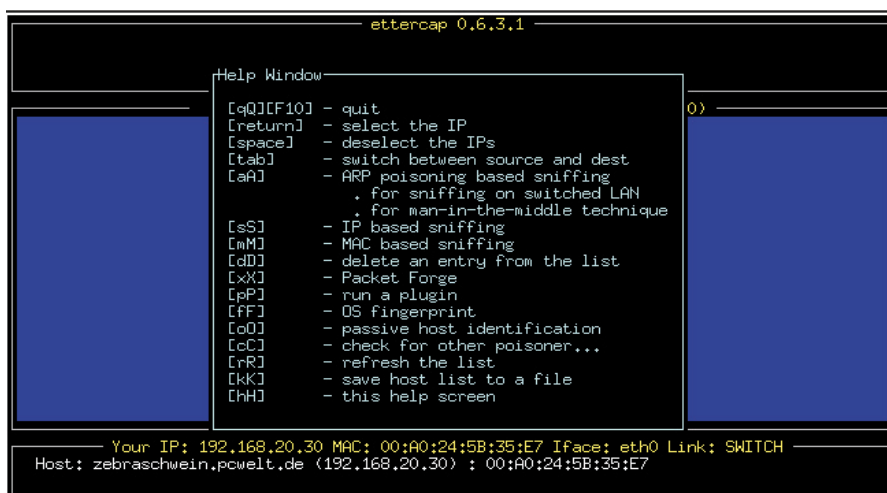 ettercap 0.6.3.1
Help Window
0)
[qQ][F10] - quit
[return] - select the IP
[space] - deselect the IPs
[tab] - switch between source and dest
[aA] - ARP poisoning based sniffing
. for sniffing on switched LAN
. for man-in-the-middle technique
[sS] - IP based sniffing
[mM] - MAC based sniffing
[dD] - delete an entry from the list
[xX] - Packet Forge
[pP] - run a plugin
[fF] - OS fingerprint
[oO] - passive host identification
[cC] - check for other poisoner...
[rR] - refresh the list
[kK] - save host list to a file
[hH] - this help screen
Your IP: 192.168.20.30 MAC: 00:A0:24:5B:35:E7 Iface: eth0 Link: SWITCH
Host: zebraschwein.pcwelt.de (192.168.20.30) : 00:A0:24:5B:35:E7